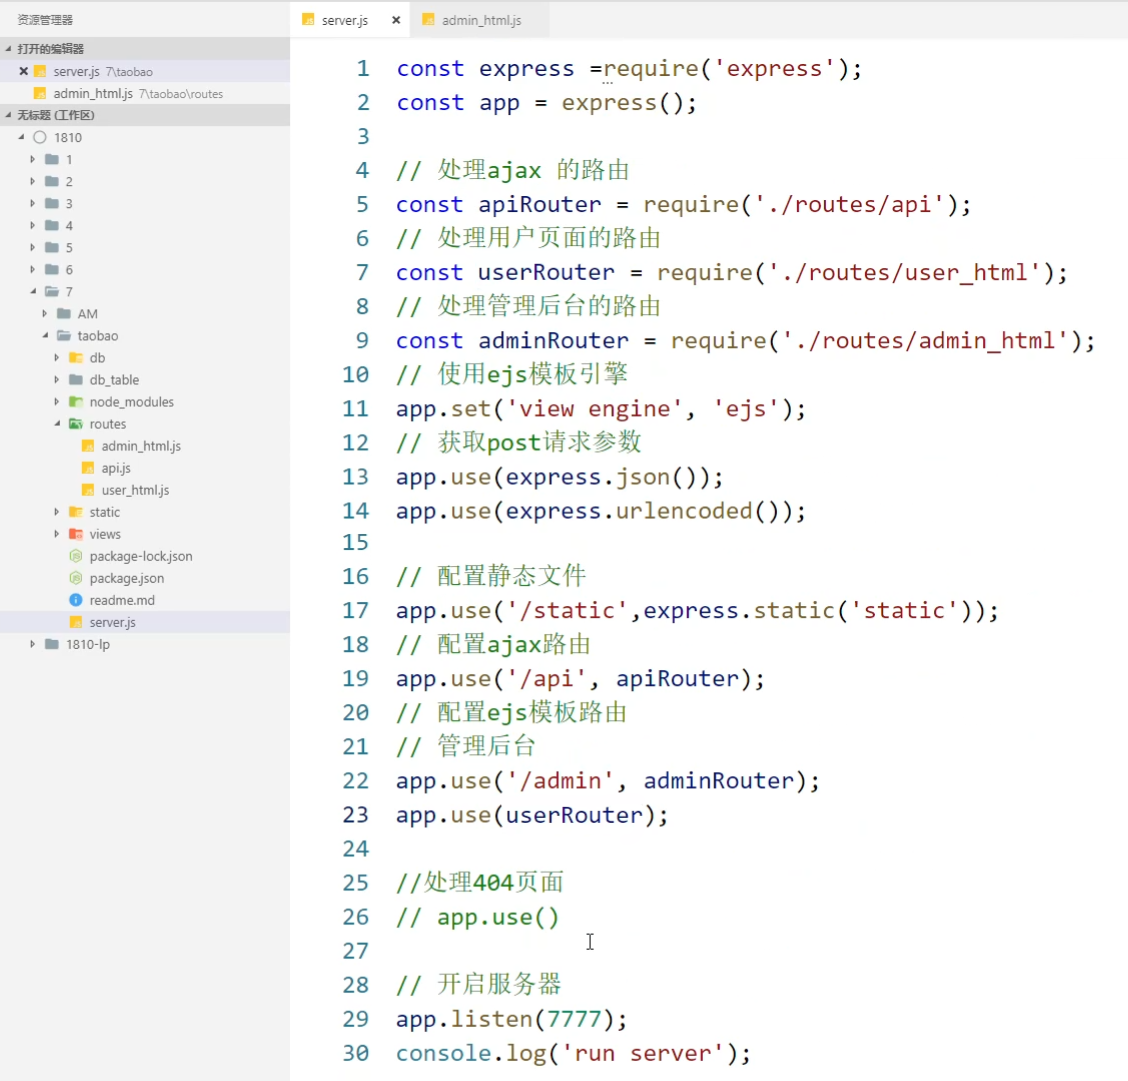 资源管理器
打开的编辑器
server.js 7\taobao
admin_html.js 7\taobao\routes
无标题 (工作区)
1810
1
2
3
4
5
6
7
AM
taobao
db
db_table
node_modules
routes
admin_html.js
api.js
user_html.js
static
views
package-lock.json
package.json
readme.md
server.js
1810-lp
server.js
admin_html.js
1 const express =require('express');
2 const app = express();
3
4 // 处理ajax 的路由
5 const apiRouter = require('./routes/api');
6 // 处理用户页面的路由
7 const userRouter = require('./routes/user_html');
8 // 处理管理后台的路由
9 const adminRouter = require('./routes/admin_html');
10 // 使用ejs模板引擎
11 app.set('view engine', 'ejs');
12 // 获取post请求参数
13 app.use(express.json());
14 app.use(express.urlencoded());
15
16 // 配置静态文件
17 app.use('/static',express.static('static'));
18 // 配置ajax路由
19 app.use('/api', apiRouter);
20 // 配置ejs模板路由
21 // 管理后台
22 app.use('/admin', adminRouter);
23 app.use(userRouter);
24
25 //处理404页面
26 // app.use()
27
28 // 开启服务器
29 app.listen(7777);
30 console.log('run server');